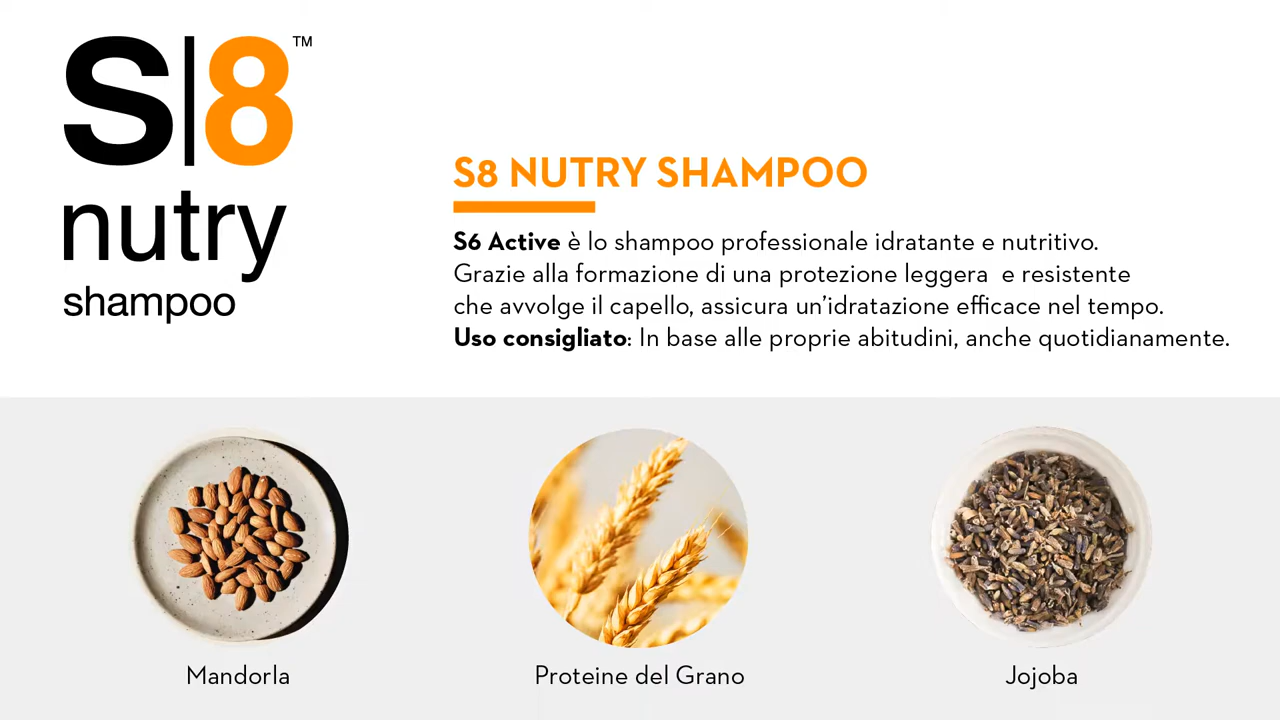 S|8™
nutry
shampoo
S8 NUTRY SHAMPOO
S6 Active è lo shampoo professionale idratante e nutritivo.
Grazie alla formazione di una protezione leggera  e resistente
che avvolge il capello, assicura un’idratazione efficace nel tempo.
Uso consigliato: In base alle proprie abitudini, anche quotidianamente.
Mandorla
Proteine del Grano
Jojoba